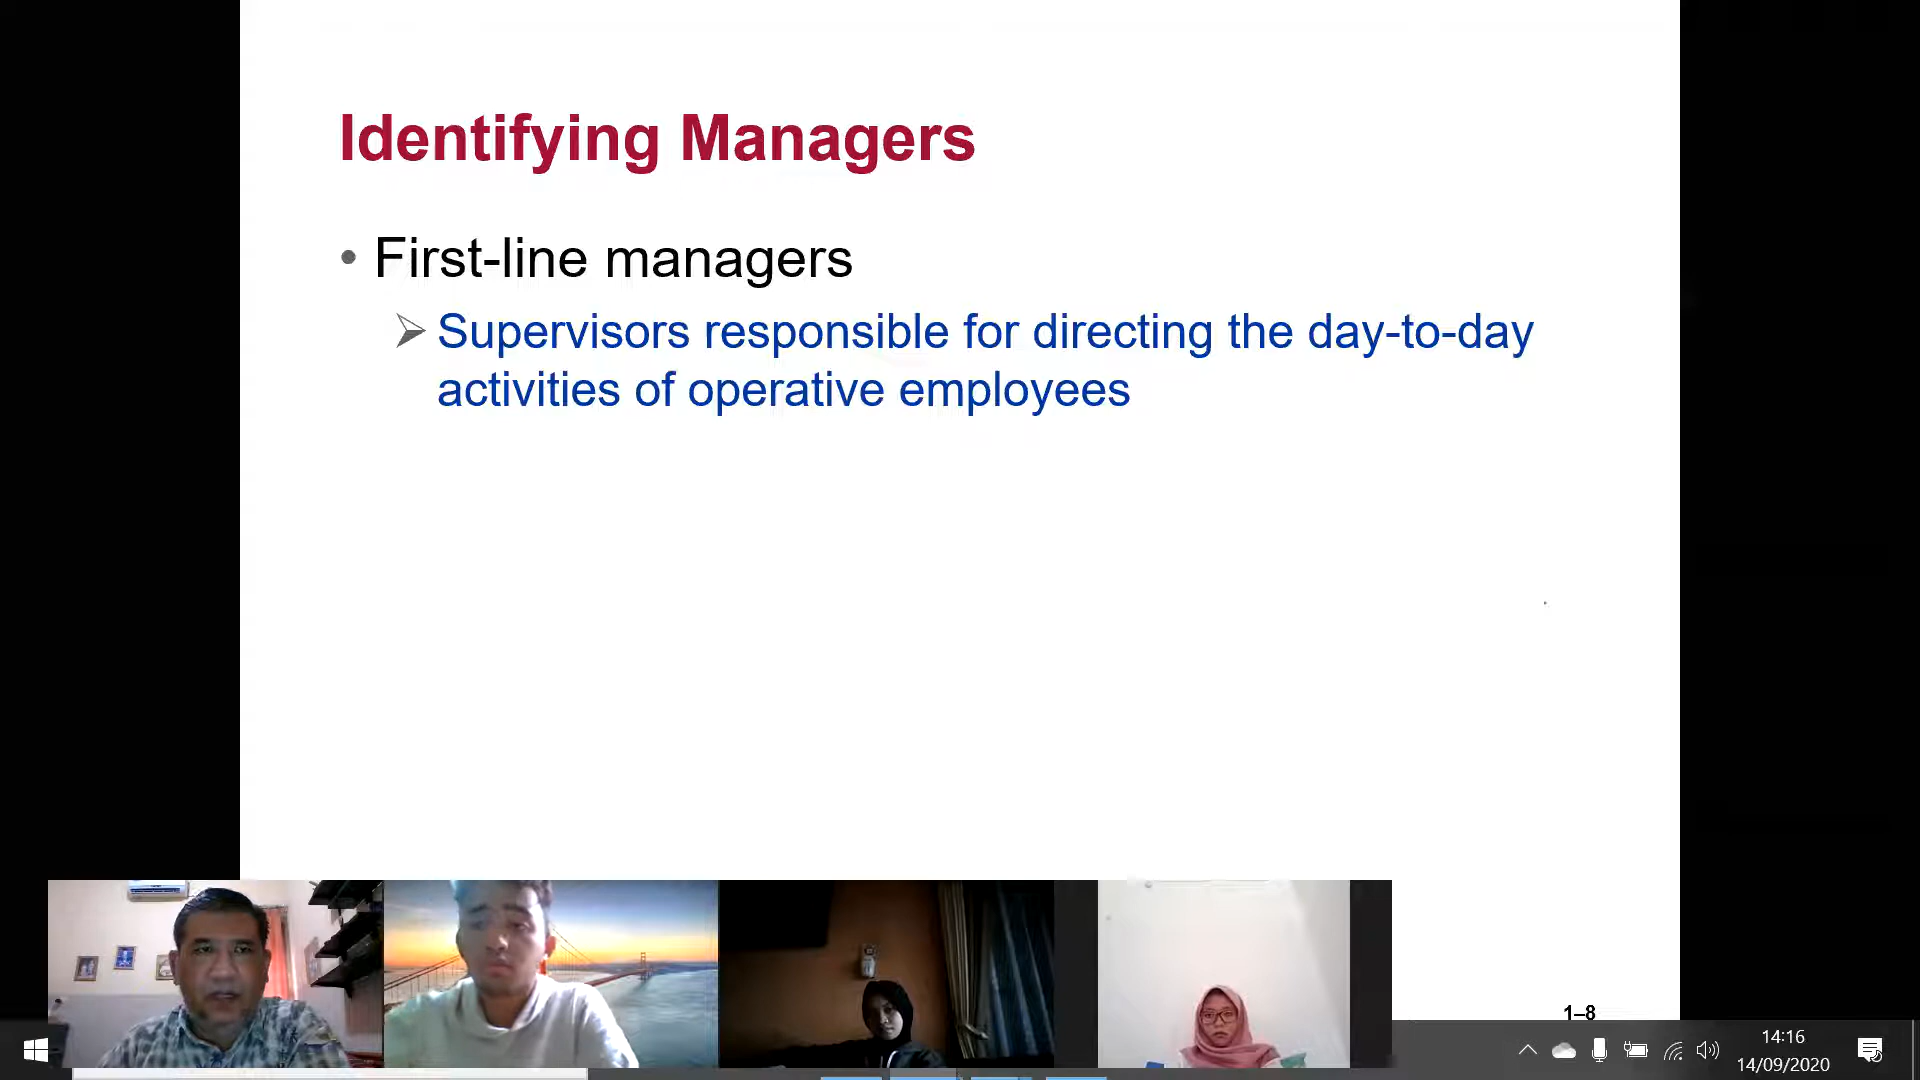 Identifying Managers
• First-line managers
➢ Supervisors responsible for directing the day-to-day
activities of operative employees
1–8
14:16
14/09/2020